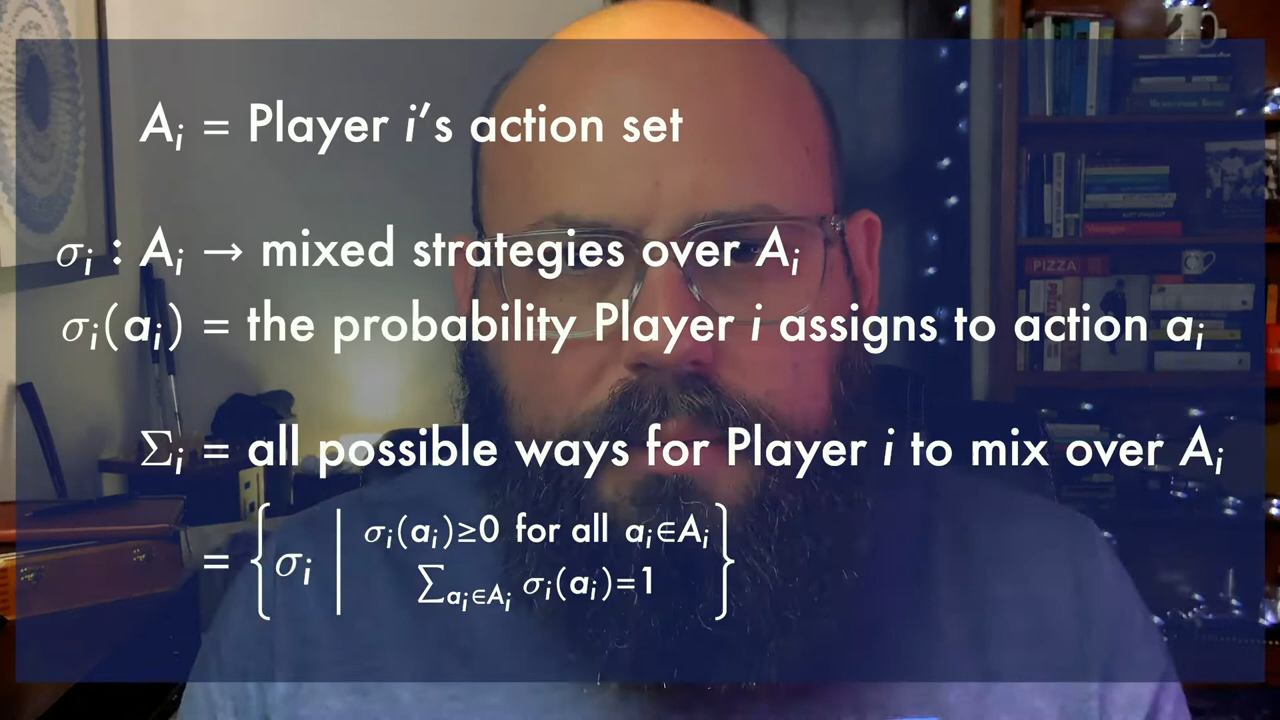 Aᵢ = Player i's action set
σᵢ : Aᵢ → mixed strategies over Aᵢ
σᵢ(aᵢ) = the probability Player i assigns to action aᵢ
Σᵢ = all possible ways for Player i to mix over Aᵢ
= { σᵢ | σᵢ(aᵢ)≥0 for all aᵢ∈Aᵢ
∑aᵢ∈Aᵢ σᵢ(aᵢ)=1 }
PIZZA